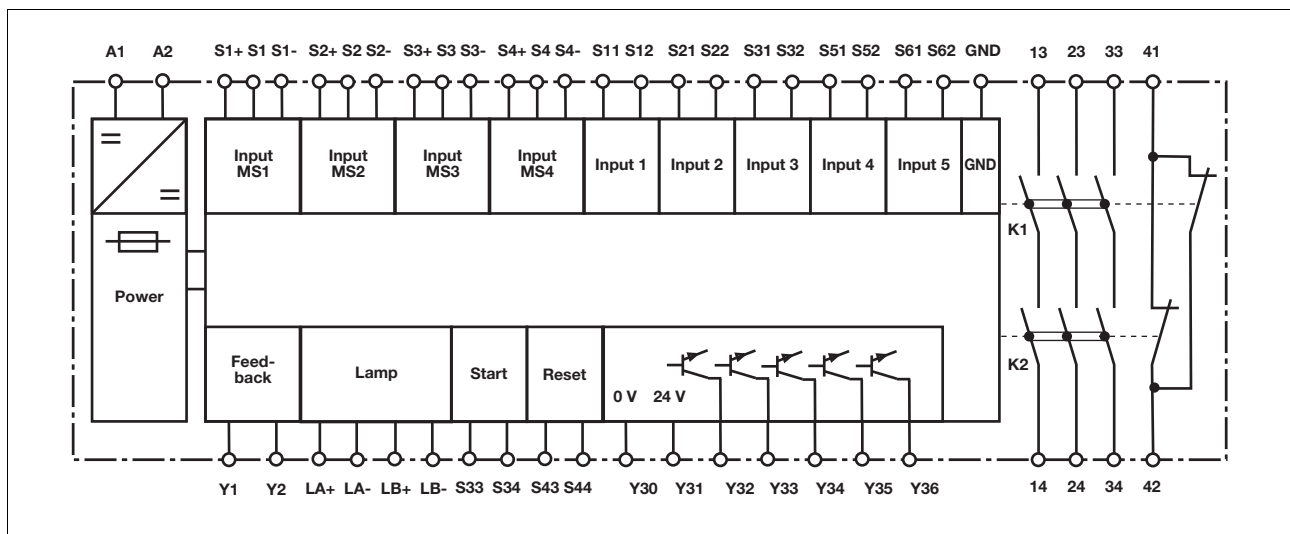 A1 A2 S1+ S1 S1- S2+ S2 S2- S3+ S3 S3- S4+ S4 S4- S11 S12 S21 S22 S31 S32 S51 S52 S61 S62 GND 13 23 33 41
Input MS1
Input MS2
Input MS3
Input MS4
Input 1
Input 2
Input 3
Input 4
Input 5
GND
K1
Power
Feed-
back
Lamp
Start
Reset
0 V 24 V
K2
Y1 Y2 LA+ LA- LB+ LB- S33 S34 S43 S44 Y30 Y31 Y32 Y33 Y34 Y35 Y36 14 24 34 42